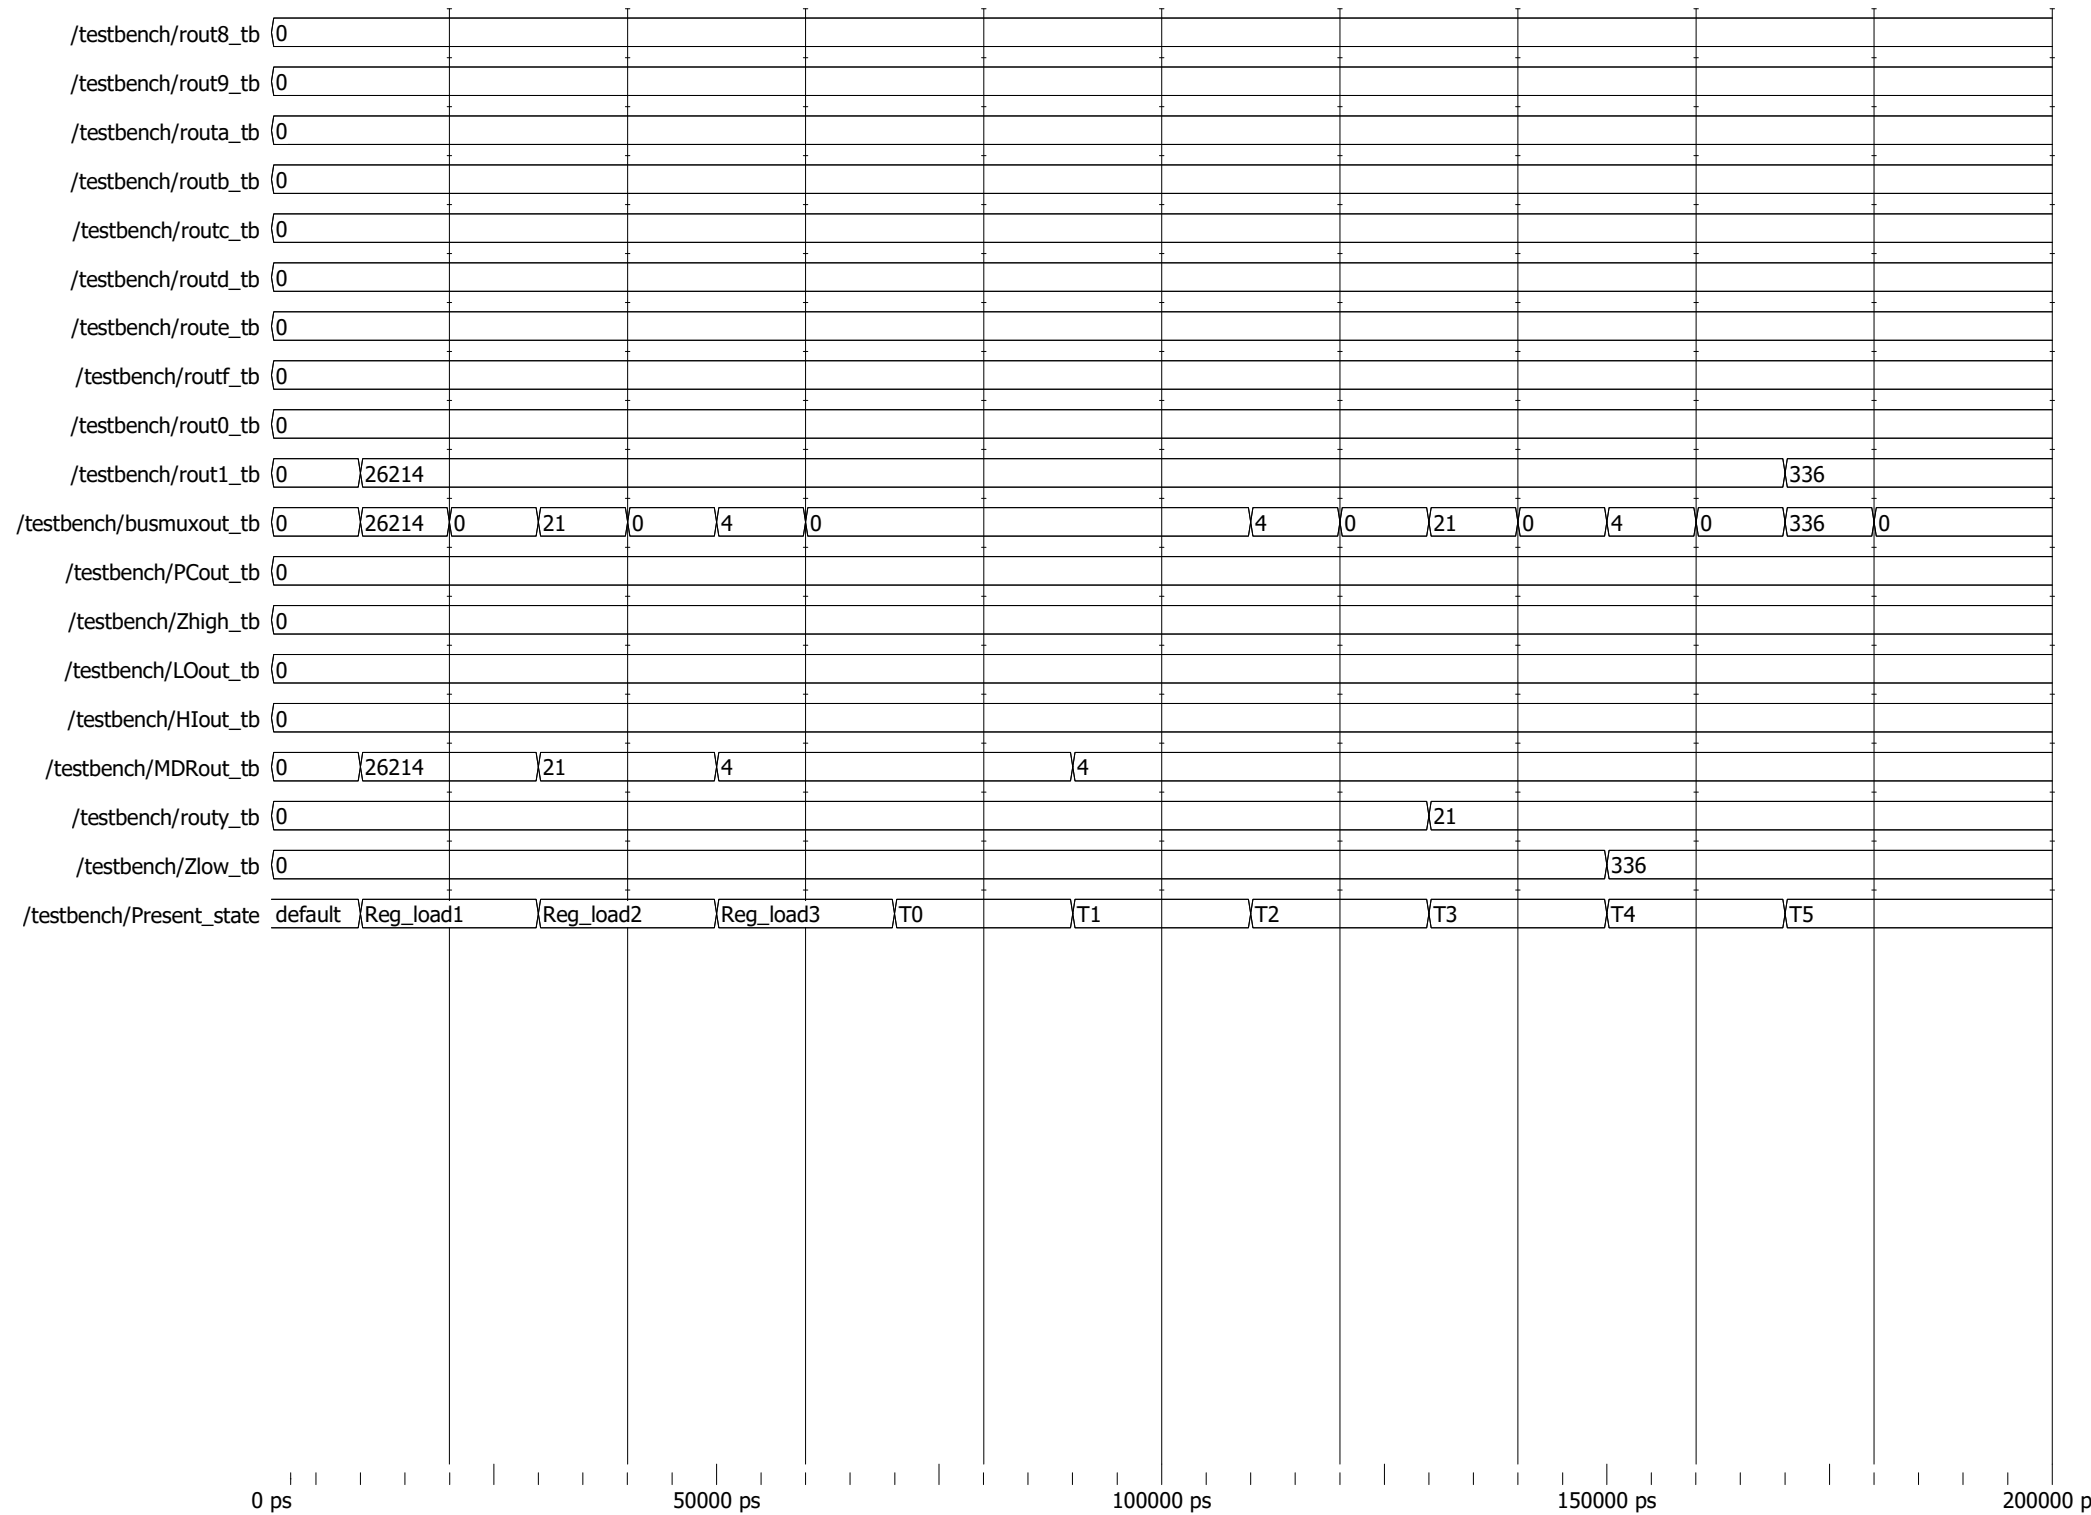 /testbench/rout8_tb 0
/testbench/rout9_tb 0
/testbench/routa_tb 0
/testbench/routb_tb 0
/testbench/routc_tb 0
/testbench/routd_tb 0
/testbench/route_tb 0
/testbench/routf_tb 0
/testbench/rout0_tb 0
/testbench/rout1_tb 0 26214 336
/testbench/busmuxout_tb 0 26214 0 21 0 4 0 4 0 21 0 4 0 336 0
/testbench/PCout_tb 0
/testbench/Zhigh_tb 0
/testbench/LOout_tb 0
/testbench/HIout_tb 0
/testbench/MDRout_tb 0 26214 21 4 4
/testbench/routy_tb 0 21
/testbench/Zlow_tb 0 336
/testbench/Present_state default Reg_load1 Reg_load2 Reg_load3 T0 T1 T2 T3 T4 T5
0 ps 50000 ps 100000 ps 150000 ps 200000 p